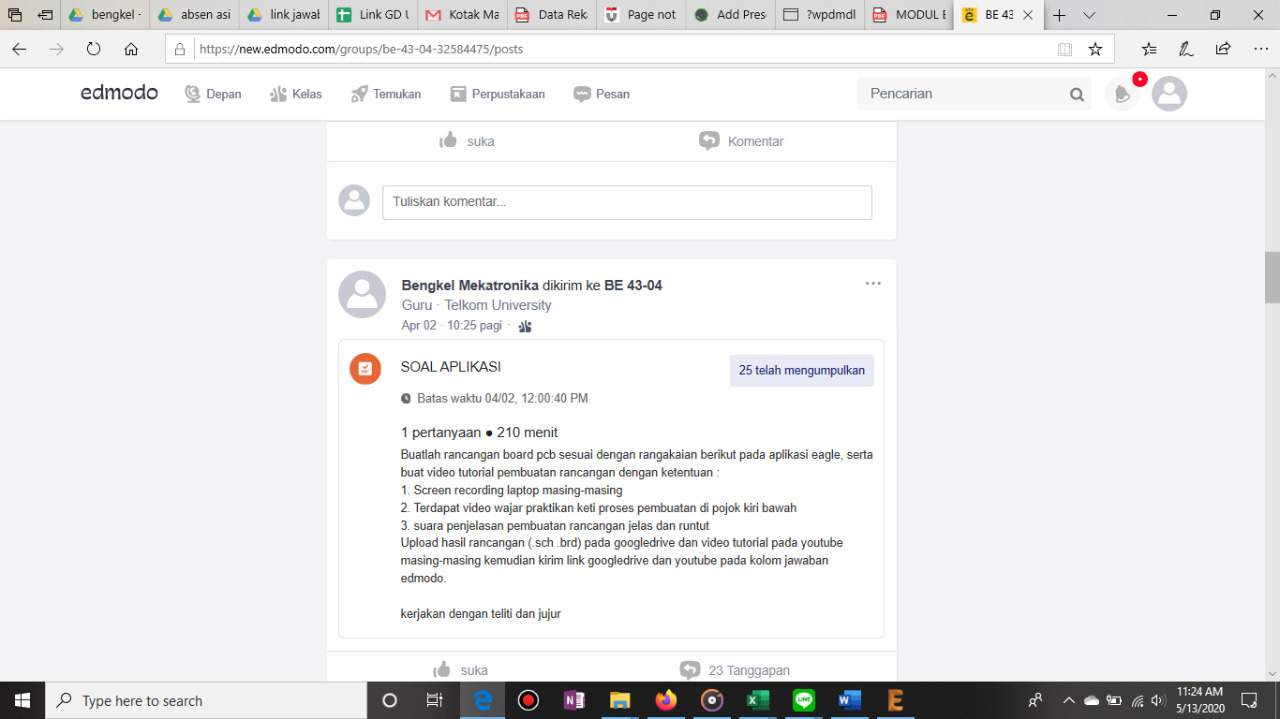 bengkel -
absen asi
link jawab
Link GD U
Kotak Ma
Data Reka
Page not
Add Prese
?wpdmdl
MODUL B
BE 43
https://new.edmodo.com/groups/be-43-04-32584475/posts
edmodo
Depan
Kelas
Temukan
Perpustakaan
Pesan
Pencarian
suka
Komentar
Tuliskan komentar...
Bengkel Mekatronika dikirim ke BE 43-04
Guru · Telkom University
Apr 02 · 10:25 pagi ·
SOAL APLIKASI
25 telah mengumpulkan
Batas waktu 04/02, 12:00:40 PM
1 pertanyaan ● 210 menit
Buatlah rancangan board pcb sesuai dengan rangakaian berikut pada aplikasi eagle, serta
buat video tutorial pembuatan rancangan dengan ketentuan :
1. Screen recording laptop masing-masing
2. Terdapat video wajar praktikan keti proses pembuatan di pojok kiri bawah
3. suara penjelasan pembuatan rancangan jelas dan runtut
Upload hasil rancangan (.sch .brd) pada googledrive dan video tutorial pada youtube
masing-masing kemudian kirim link googledrive dan youtube pada kolom jawaban
edmodo.
kerjakan dengan teliti dan jujur
suka
23 Tanggapan
Type here to search
11:24 AM
5/13/2020